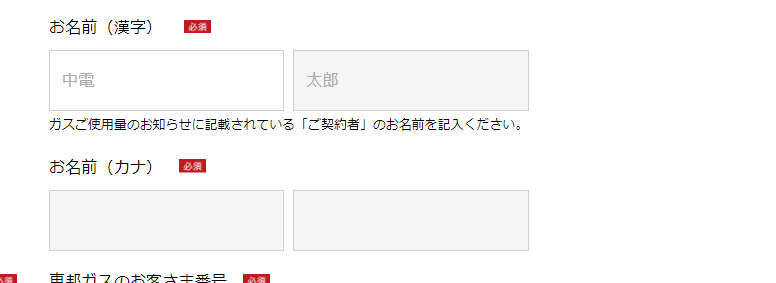 お名前（漢字） 必須
中電 太郎
ガスご使用量のお知らせに記載されている「ご契約者」のお名前を記入ください。
お名前（カナ） 必須
必須 東邦ガスのお客さま番号 必須